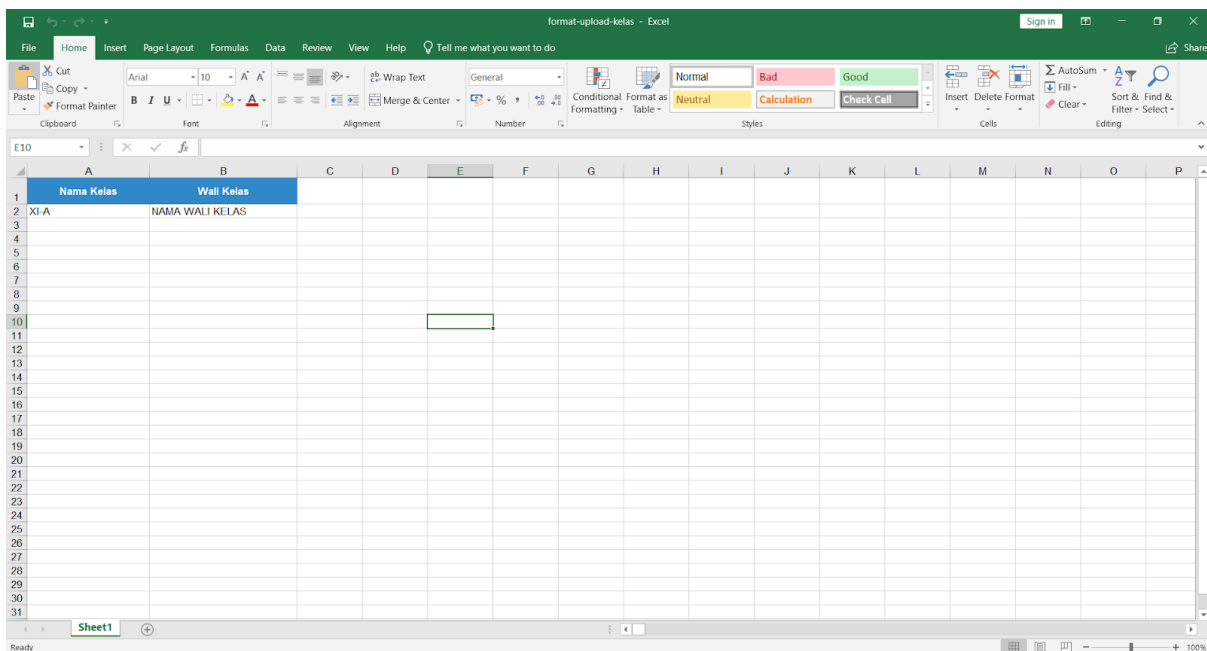 format-upload-kelas - Excel
Sign in
File Home Insert Page Layout Formulas Data Review View Help Tell me what you want to do Share
Paste
Cut
Copy
Format Painter
Clipboard
Arial 10
B I U
Font
Wrap Text
Merge & Center
Alignment
General
% ,
Number
Conditional Formatting
Format as Table
Normal Bad Good
Neutral Calculation Check Cell
Styles
Insert Delete Format
Cells
AutoSum
Fill
Clear
Sort & Filter
Find & Select
Editing
E10 fx
A B C D E F G H I J K L M N O P
1 Nama Kelas Wali Kelas
2 XI-A NAMA WALI KELAS
3
4
5
6
7
8
9
10
11
12
13
14
15
16
17
18
19
20
21
22
23
24
25
26
27
28
29
30
31
Sheet1
Ready 100%